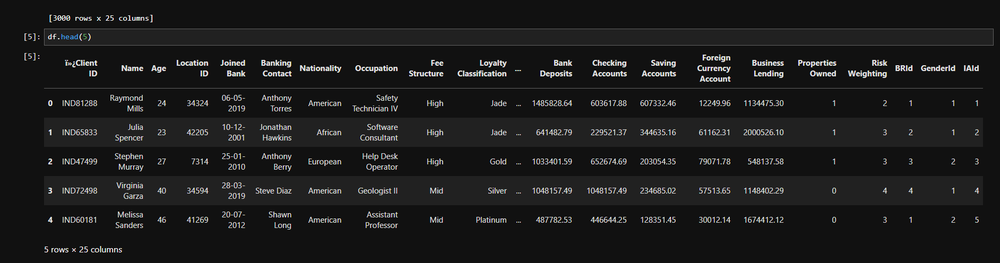 [3000 rows x 25 columns]
[5]: df.head(5)
[5]:
ï»¿Client ID Name Age Location ID Joined Bank Banking Contact Nationality Occupation Fee Structure Loyalty Classification ... Bank Deposits Checking Accounts Saving Accounts Foreign Currency Account Business Lending Properties Owned Risk Weighting BRId GenderId IAId
0 IND81288 Raymond Mills 24 34324 06-05-2019 Anthony Torres American Safety Technician IV High Jade ... 1485828.64 603617.88 607332.46 12249.96 1134475.30 1 2 1 1 1
1 IND65833 Julia Spencer 23 42205 10-12-2001 Jonathan Hawkins African Software Consultant High Jade ... 641482.79 229521.37 344635.16 61162.31 2000526.10 1 3 2 1 2
2 IND47499 Stephen Murray 27 7314 25-01-2010 Anthony Berry European Help Desk Operator High Gold ... 1033401.59 652674.69 203054.35 79071.78 548137.58 1 3 3 2 3
3 IND72498 Virginia Garza 40 34594 28-03-2019 Steve Diaz American Geologist II Mid Silver ... 1048157.49 1048157.49 234685.02 57513.65 1148402.29 0 4 4 1 4
4 IND60181 Melissa Sanders 46 41269 20-07-2012 Shawn Long American Assistant Professor Mid Platinum ... 487782.53 446644.25 128351.45 30012.14 1674412.12 0 3 1 2 5
5 rows × 25 columns